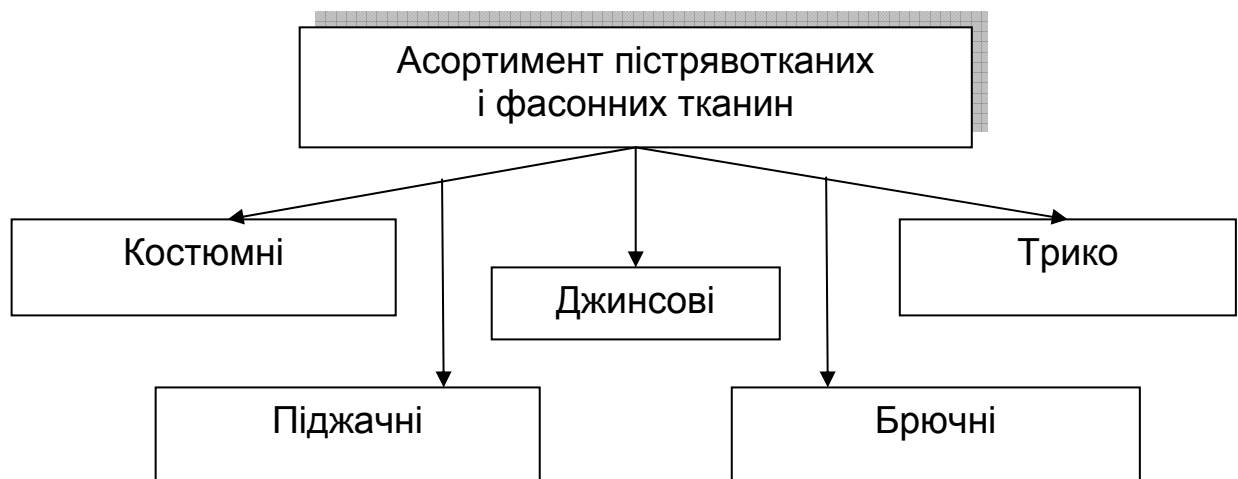 Асортимент пістрявотканих
і фасонних тканин
Костюмні
Джинсові
Трико
Піджачні
Брючні